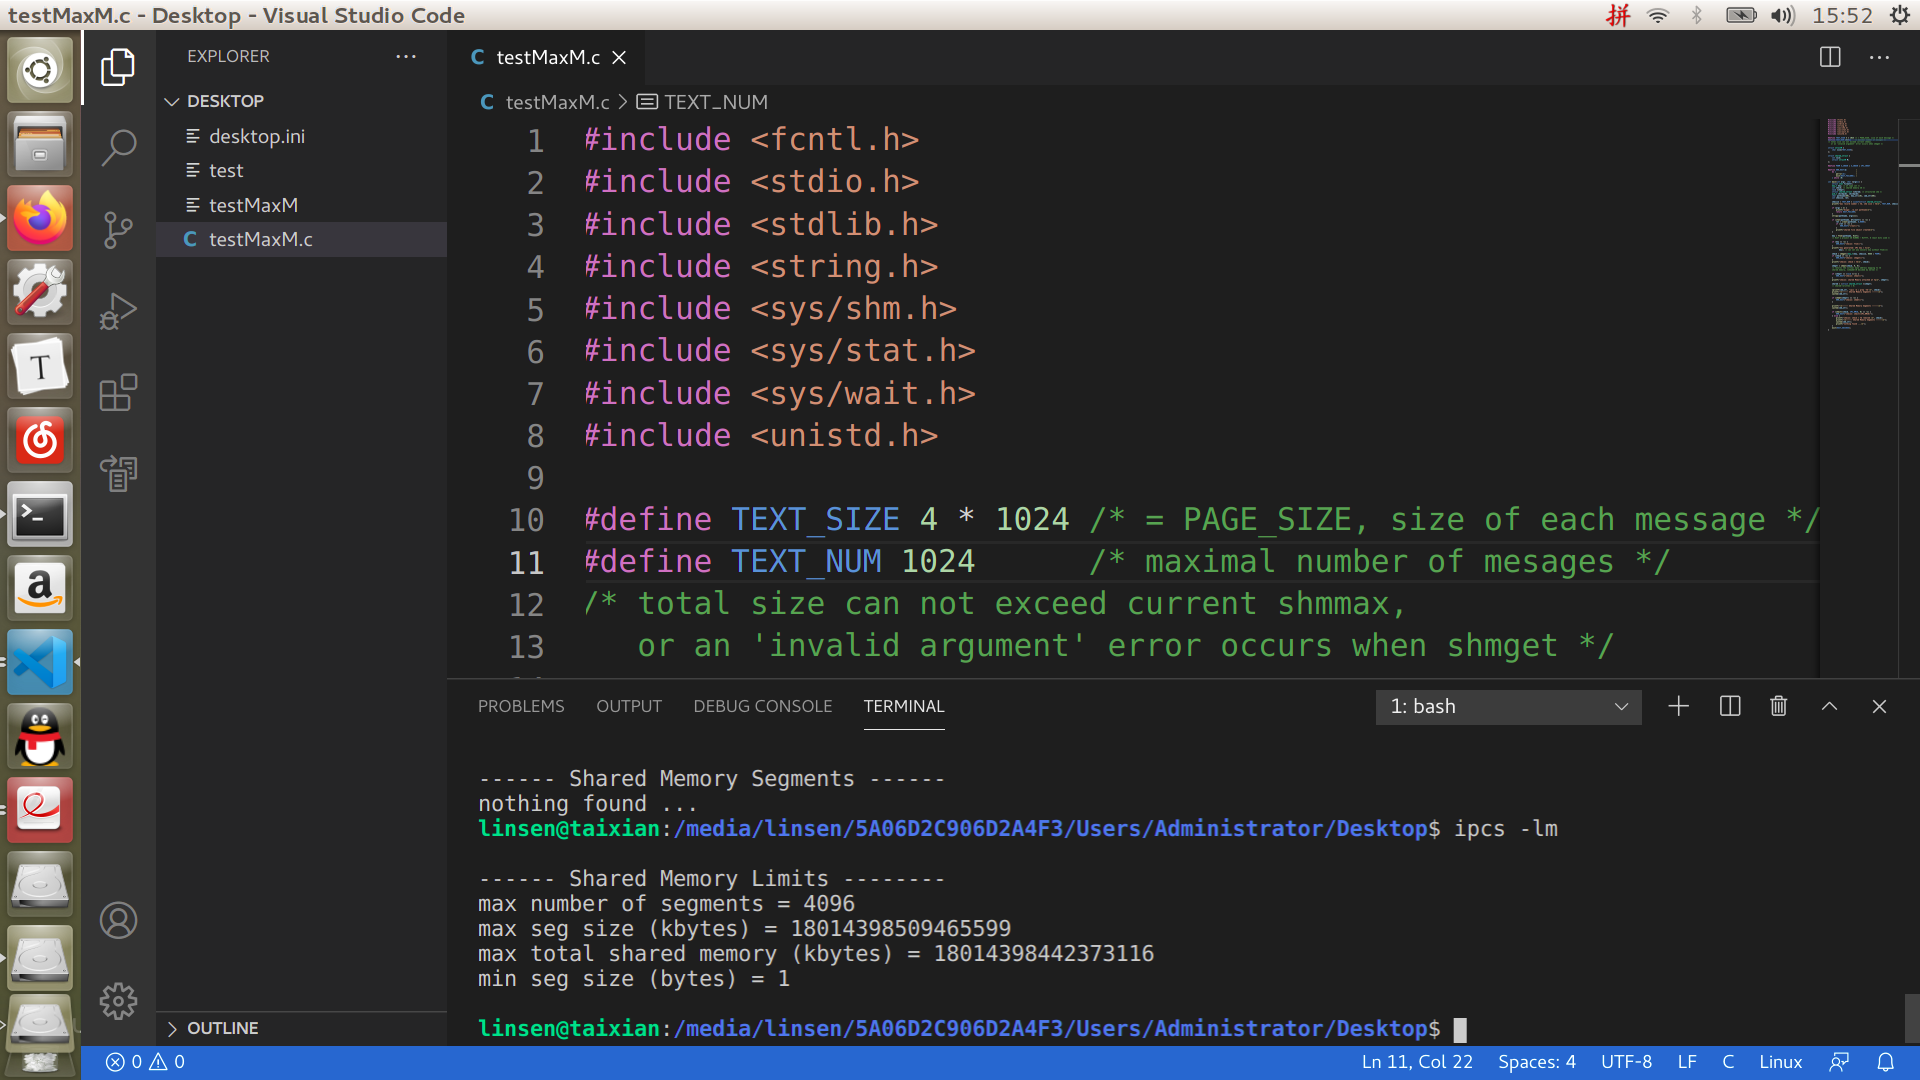 testMaxM.c - Desktop - Visual Studio Code
拼
15:52
EXPLORER
DESKTOP
desktop.ini
test
testMaxM
C testMaxM.c
OUTLINE
C testMaxM.c
C testMaxM.c > TEXT_NUM
1 #include <fcntl.h>
2 #include <stdio.h>
3 #include <stdlib.h>
4 #include <string.h>
5 #include <sys/shm.h>
6 #include <sys/stat.h>
7 #include <sys/wait.h>
8 #include <unistd.h>
9
10 #define TEXT_SIZE 4 * 1024 /* = PAGE_SIZE, size of each message */
11 #define TEXT_NUM 1024 /* maximal number of mesages */
12 /* total size can not exceed current shmmax,
13 or an 'invalid argument' error occurs when shmget */
PROBLEMS OUTPUT DEBUG CONSOLE TERMINAL
1: bash
------ Shared Memory Segments ------
nothing found ...
linsen@taixian:/media/linsen/5A06D2C906D2A4F3/Users/Administrator/Desktop$ ipcs -lm
------ Shared Memory Limits --------
max number of segments = 4096
max seg size (kbytes) = 18014398509465599
max total shared memory (kbytes) = 18014398442373116
min seg size (bytes) = 1
linsen@taixian:/media/linsen/5A06D2C906D2A4F3/Users/Administrator/Desktop$
0 0
Ln 11, Col 22 Spaces: 4 UTF-8 LF C Linux